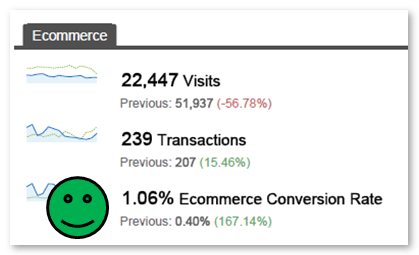 Ecommerce
22,447 Visits
Previous: 51,937 (-56.78%)
239 Transactions
Previous: 207 (15.46%)
1.06% Ecommerce Conversion Rate
Previous: 0.40% (167.14%)